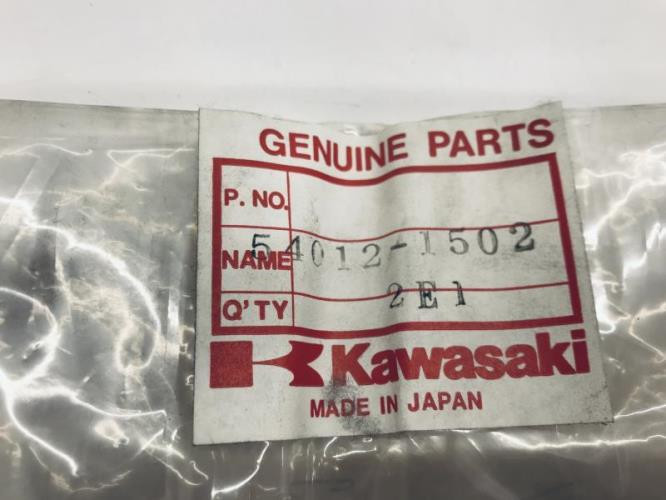 GENUINE PARTS
P. NO.
54012-1502
NAME
2E1
Q'TY
Kawasaki
MADE IN JAPAN